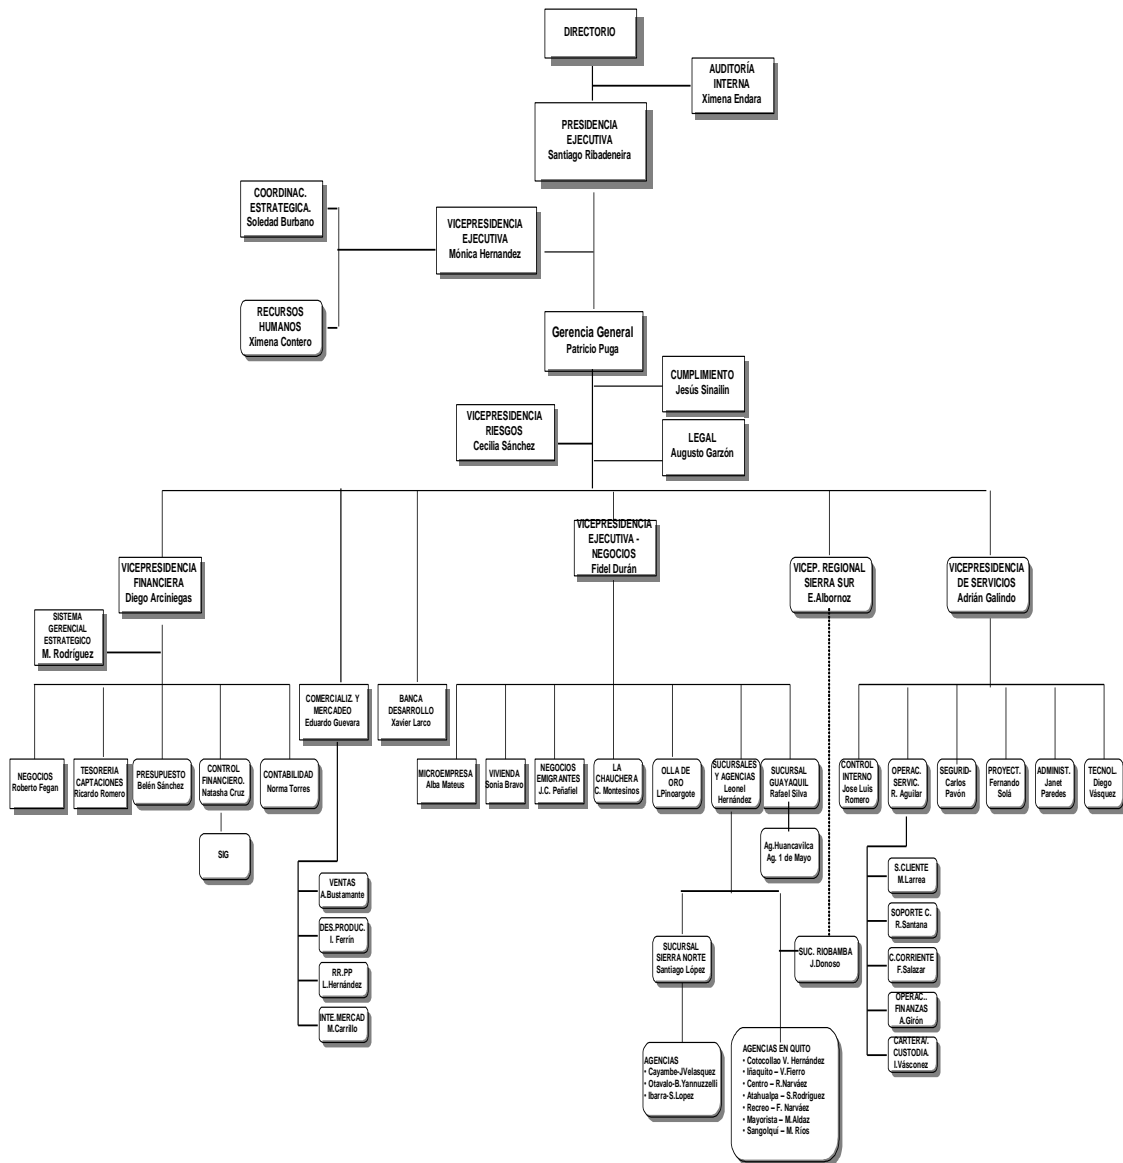 DIRECTORIO
AUDITORÍA
INTERNA
Ximena Endara
PRESIDENCIA
EJECUTIVA
Santiago Ribadeneira
COORDINAC.
ESTRATEGICA.
Soledad Burbano
VICEPRESIDENCIA
EJECUTIVA
Mónica Hernandez
RECURSOS
HUMANOS
Ximena Contero
Gerencia General
Patricio Puga
CUMPLIMIENTO
Jesús Sinailin
VICEPRESIDENCIA
RIESGOS
Cecilia Sánchez
LEGAL
Augusto Garzón
VICEPRESIDENCIA
EJECUTIVA -
NEGOCIOS
Fidel Durán
VICEPRESIDENCIA
FINANCIERA
Diego Arciniegas
VICEP. REGIONAL
SIERRA SUR
E.Albornoz
VICEPRESIDENCIA
DE SERVICIOS
Adrián Galindo
SISTEMA
GERENCIAL
ESTRATEGICO
M. Rodríguez
COMERCIALIZ. Y
MERCADEO
Eduardo Guevara
BANCA
DESARROLLO
Xavier Larco
NEGOCIOS
Roberto Fegan
TESORERIA
CAPTACIONES
Ricardo Romero
PRESUPUESTO
Belén Sánchez
CONTROL
FINANCIERO.
Natasha Cruz
CONTABILIDAD
Norma Torres
MICROEMPRESA
Alba Mateus
VIVIENDA
Sonia Bravo
NEGOCIOS
EMIGRANTES
J.C. Peñafiel
LA
CHAUCHERA
C. Montesinos
OLLA DE
ORO
I.Pinoargote
SUCURSALES
Y AGENCIAS
Leonel
Hernández
SUCURSAL
GUAYAQUIL
Rafael Silva
CONTROL
INTERNO
Jose Luis
Romero
OPERAC.
SERVIC.
R. Aguilar
SEGURID-
Carlos
Pavón
PROYECT.
Fernando
Solá
ADMINIST.
Janet
Paredes
TECNOL.
Diego
Vásquez
SIG
Ag.Huancavilca
Ag. 1 de Mayo
VENTAS
A.Bustamante
DES.PRODUC.
I. Ferrín
RR.PP
L.Hernández
INTE.MERCAD
M.Carrillo
S.CLIENTE
M.Larrea
SOPORTE C.
R.Santana
C.CORRIENTE
F.Salazar
OPERAC..
FINANZAS
A.Girón
CARTERA/.
CUSTODIA.
I.Vásconez
SUCURSAL
SIERRA NORTE
Santiago López
SUC. RIOBAMBA
J.Donoso
AGENCIAS
• Cayambe-JVelasquez
• Otavalo-B.Yannuzzelli
• Ibarra-S.Lopez
AGENCIAS EN QUITO
• Cotocollao V. Hernández
• Iñaquito – V.Fierro
• Centro – R.Narváez
• Atahualpa – S.Rodríguez
• Recreo – F. Narváez
• Mayorista – M.Aldaz
• Sangolquí – M. Ríos